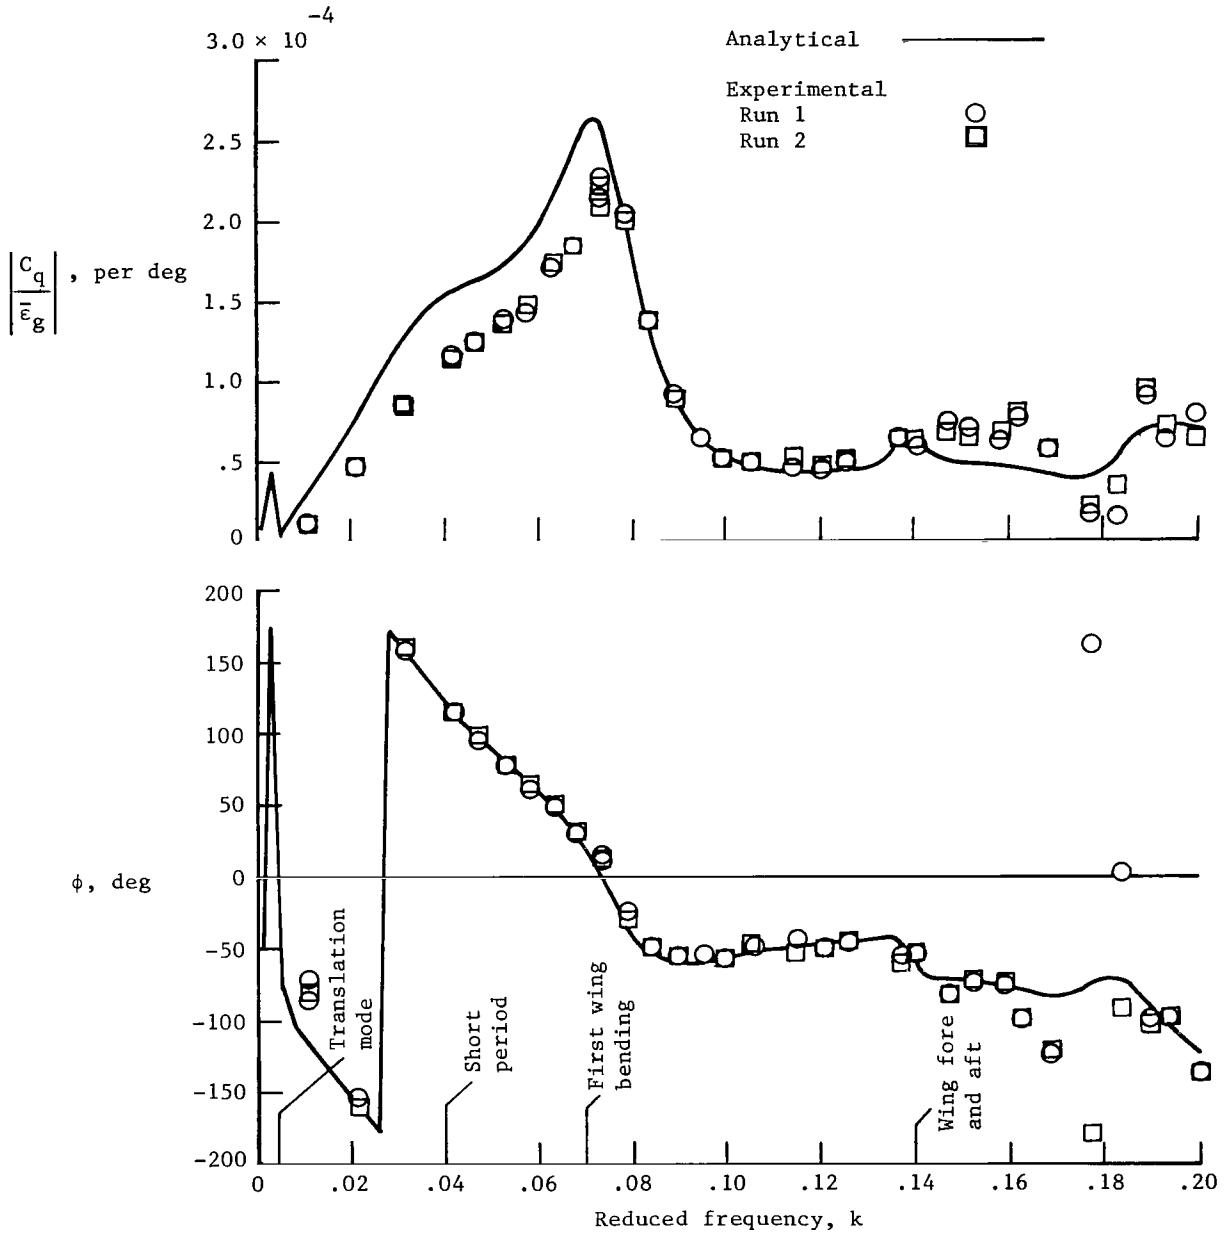 3.0 × 10⁻⁴
Analytical
Experimental
Run 1
Run 2
2.5
2.0
|C_q / ε̄_g| , per deg
1.5
1.0
.5
0
200
150
100
50
0
ϕ, deg
-50
-100
-150
-200
Translation
mode
Short
period
First wing
bending
Wing fore
and aft
0 .02 .04 .06 .08 .10 .12 .14 .16 .18 .20
Reduced frequency, k